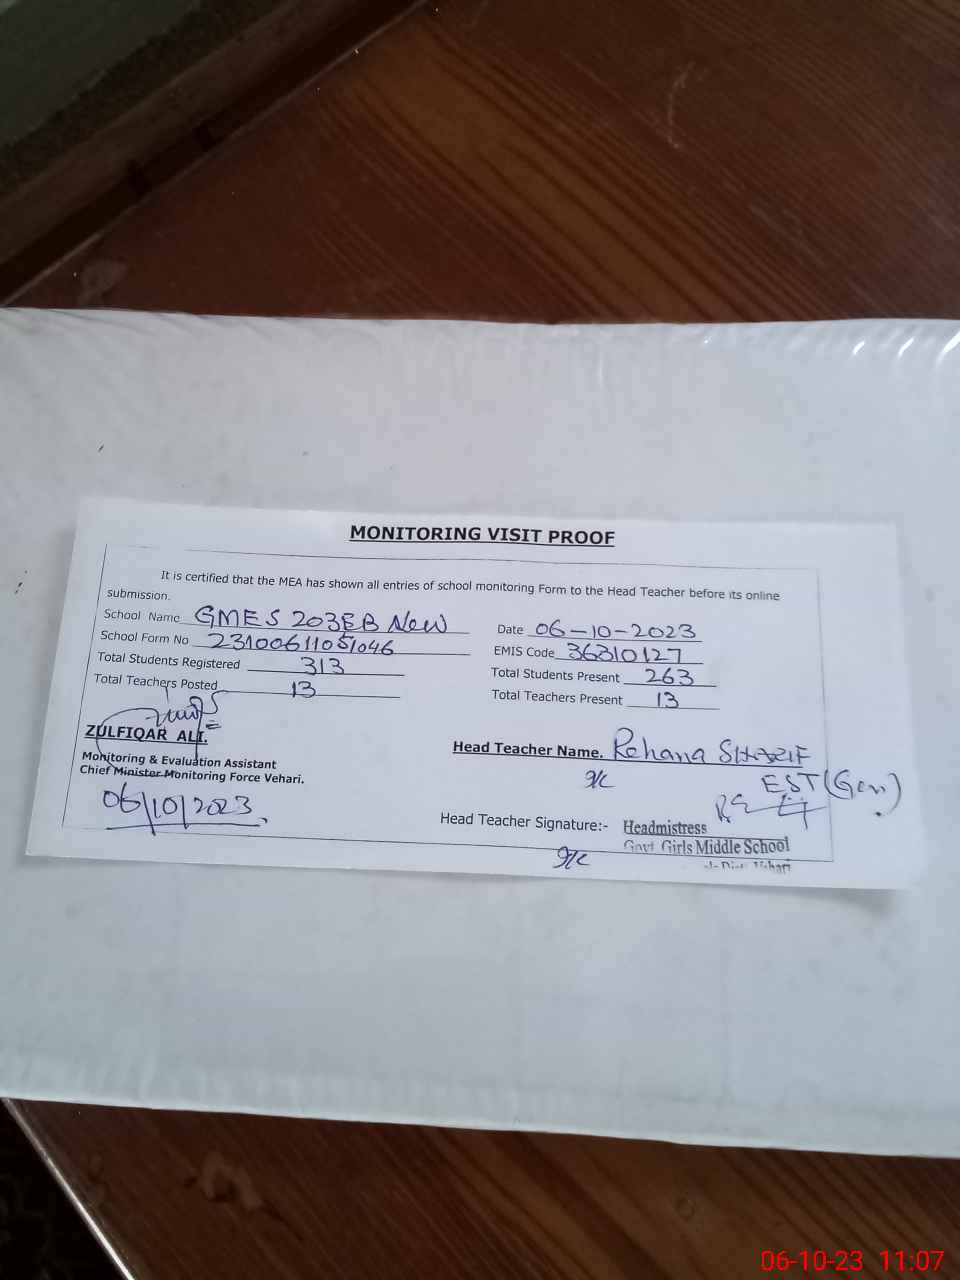 MONITORING VISIT PROOF
It is certified that the MEA has shown all entries of school monitoring Form to the Head Teacher before its online
submission.
School Name GMES 203EB New
Date 06-10-2023
School Form No 23100611051046
EMIS Code 36310127
Total Students Registered 313
Total Students Present 263
Total Teachers Posted 13
Total Teachers Present 13
ZULFIQAR ALI.
Monitoring & Evaluation Assistant
Chief Minister Monitoring Force Vehari.
06/10/2023
Head Teacher Name. Rehana SHARIF
I/C EST (Gen)
Head Teacher Signature:-
Headmistress
Govt Girls Middle School
I/C
Vehari
06-10-23 11:07